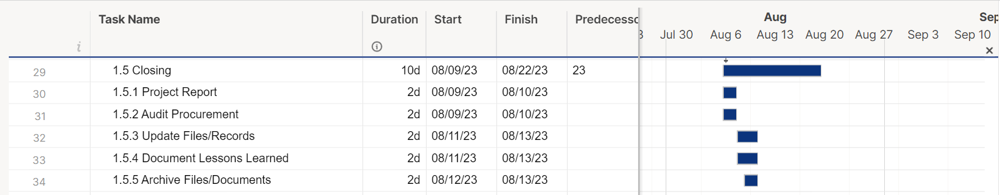 Task Name Duration Start Finish Predecesso Aug Sep
Jul 30 Aug 6 Aug 13 Aug 20 Aug 27 Sep 3 Sep 10
29 1.5 Closing 10d 08/09/23 08/22/23 23
30 1.5.1 Project Report 2d 08/09/23 08/10/23
31 1.5.2 Audit Procurement 2d 08/09/23 08/10/23
32 1.5.3 Update Files/Records 2d 08/11/23 08/13/23
33 1.5.4 Document Lessons Learned 2d 08/11/23 08/13/23
34 1.5.5 Archive Files/Documents 2d 08/12/23 08/13/23